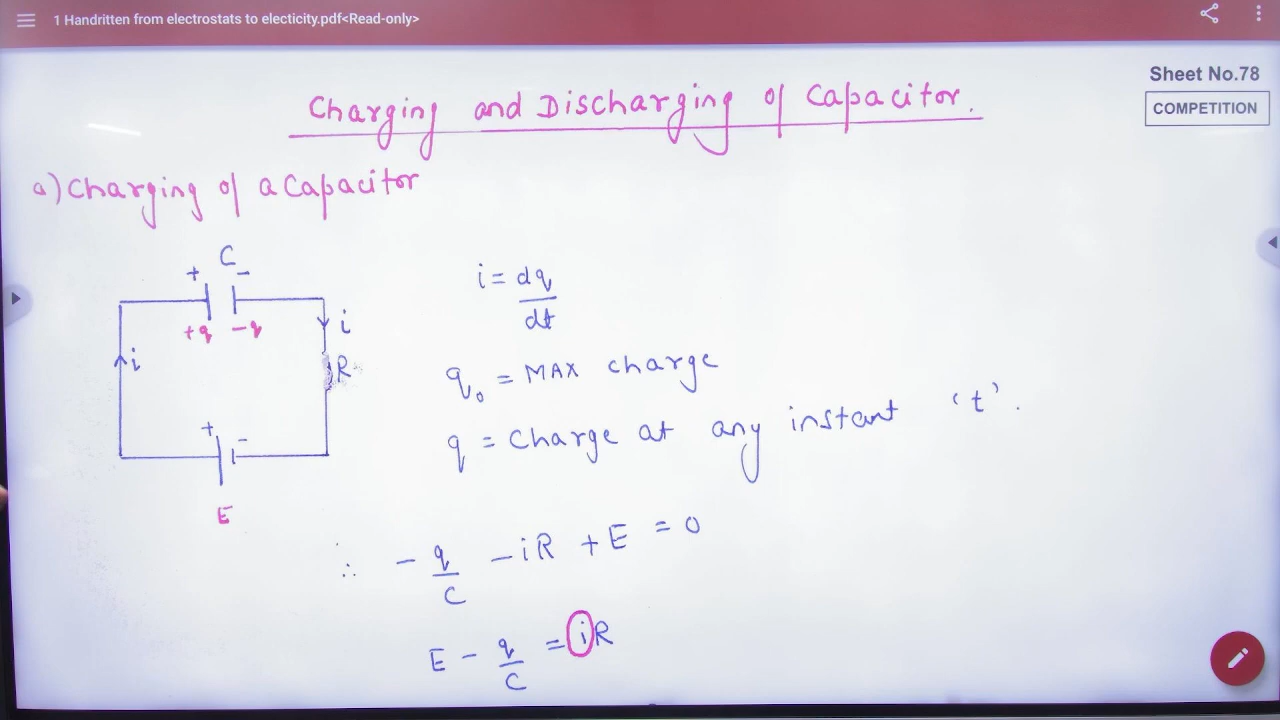 1 Handritten from electrostats to electicity.pdf<Read-only>
Sheet No.78
COMPETITION
Charging and Discharging of Capacitor.
a) Charging of a Capacitor
C
+ -
+q -q
i
i
R
+ -
E
i = dq/dt
q₀ = MAX charge
q = Charge at any instant 't'.
∴ -q/C - iR + E = 0
E - q/C = iR